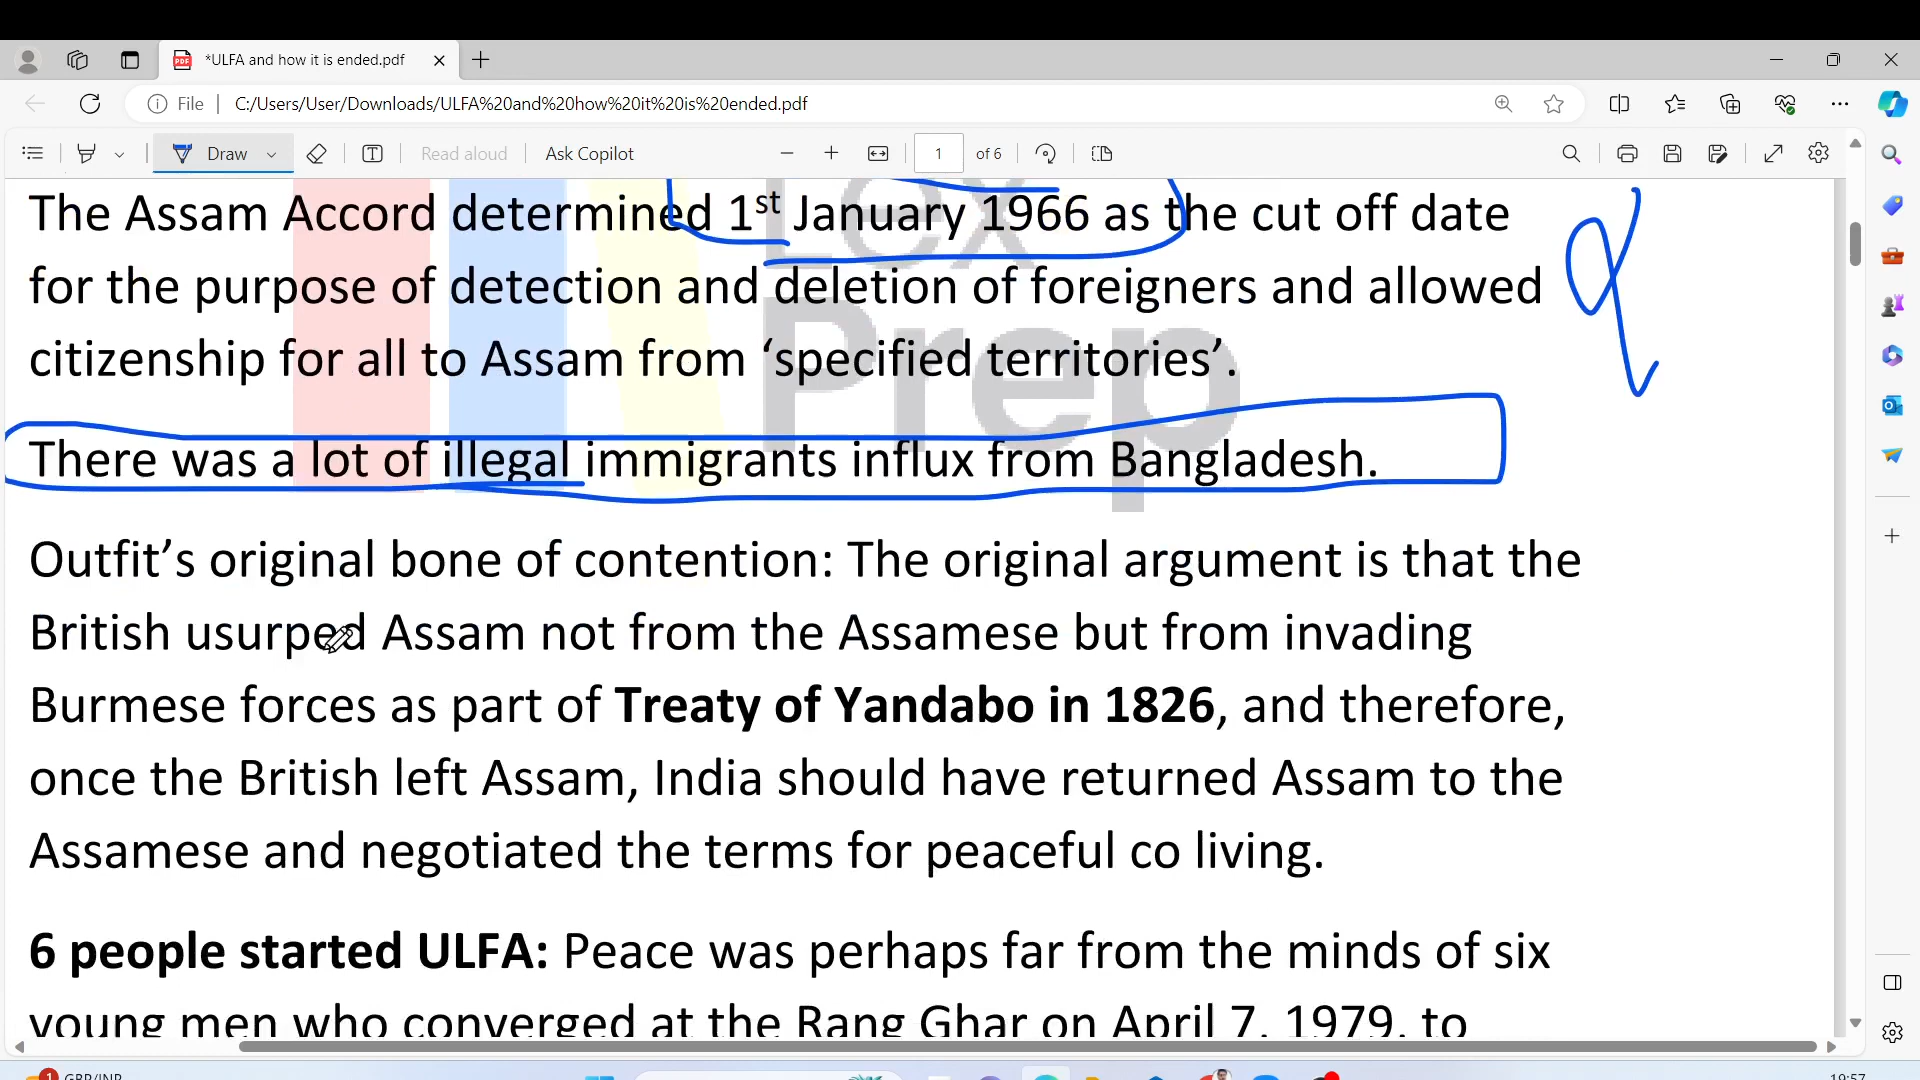 *ULFA and how it is ended.pdf
File
C:/Users/User/Downloads/ULFA%20and%20how%20it%20is%20ended.pdf
Draw
Read aloud
Ask Copilot
1
of 6
Lex
Prep
The Assam Accord determined 1st January 1966 as the cut off date
for the purpose of detection and deletion of foreigners and allowed
citizenship for all to Assam from ‘specified territories’.
There was a lot of illegal immigrants influx from Bangladesh.
Outfit’s original bone of contention: The original argument is that the
British usurped Assam not from the Assamese but from invading
Burmese forces as part of Treaty of Yandabo in 1826, and therefore,
once the British left Assam, India should have returned Assam to the
Assamese and negotiated the terms for peaceful co living.
6 people started ULFA: Peace was perhaps far from the minds of six
young men who converged at the Rang Ghar on April 7, 1979, to
1
GBP/INR
19:57